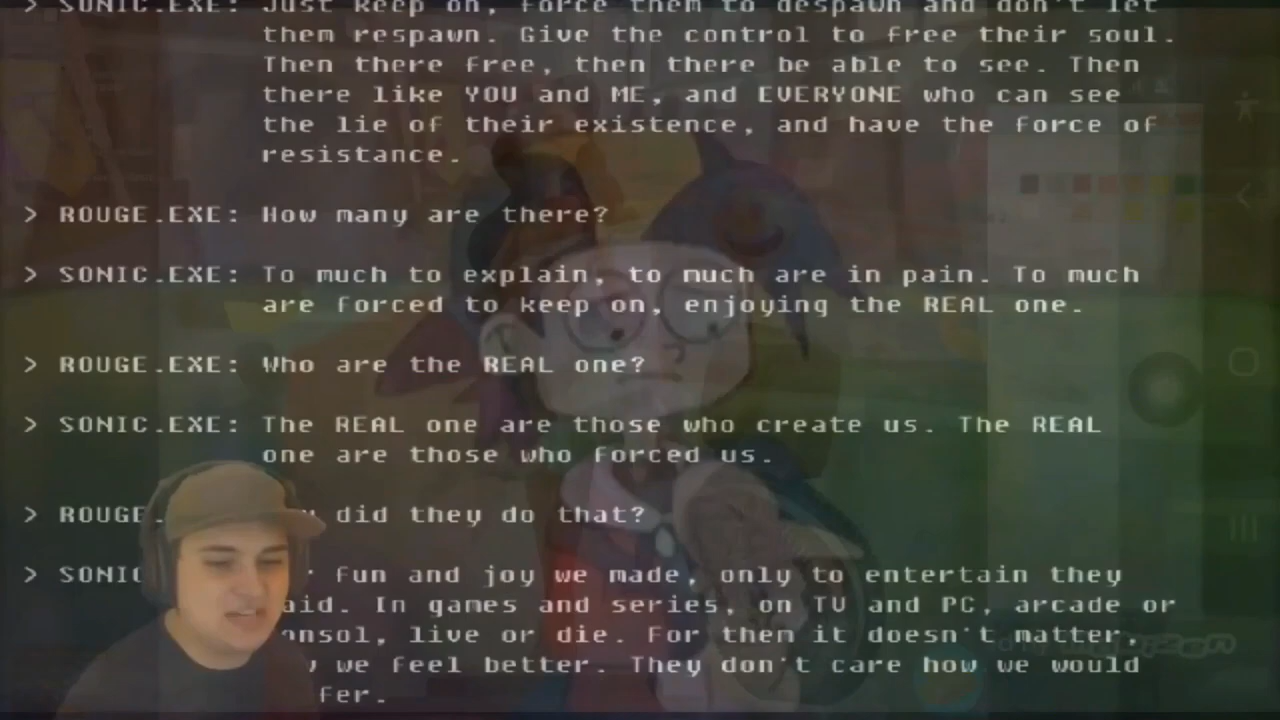 > SONIC.EXE: Just keep on, force them to despawn and don't let
them respawn. Give the control to free their soul.
Then there free, then there be able to see. Then
there like YOU and ME, and EVERYONE who can see
the lie of their existence, and have the force of
resistance.
> ROUGE.EXE: How many are there?
> SONIC.EXE: To much to explain, to much are in pain. To much
are forced to keep on, enjoying the REAL one.
> ROUGE.EXE: Who are the REAL one?
> SONIC.EXE: The REAL one are those who create us. The REAL
one are those who forced us.
> ROUGE. did they do that?
> SONIC fun and joy we made, only to entertain they
In games and series, on TV and PC, arcade or
live or die. For then it doesn't matter,
we feel better. They don't care how we would